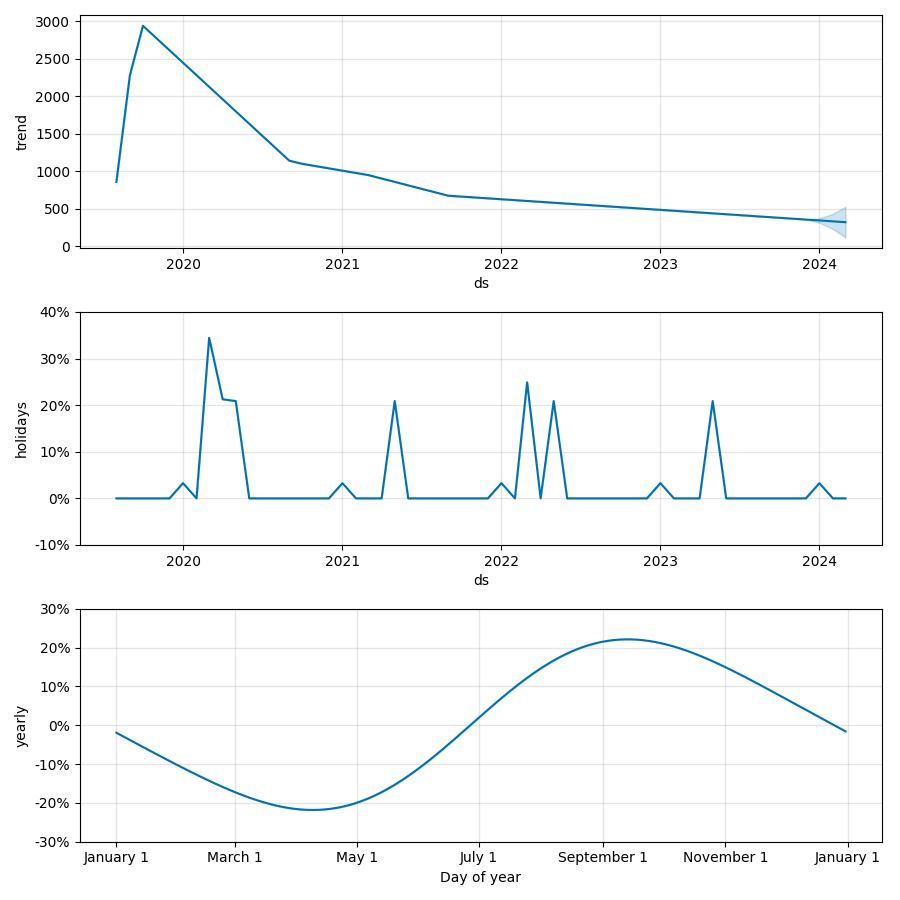 3000
2500
2000
1500
1000
500
0
trend
2020 2021 2022 2023 2024
ds
40%
30%
20%
10%
0%
-10%
holidays
2020 2021 2022 2023 2024
ds
30%
20%
10%
0%
-10%
-20%
-30%
yearly
January 1 March 1 May 1 July 1 September 1 November 1 January 1
Day of year